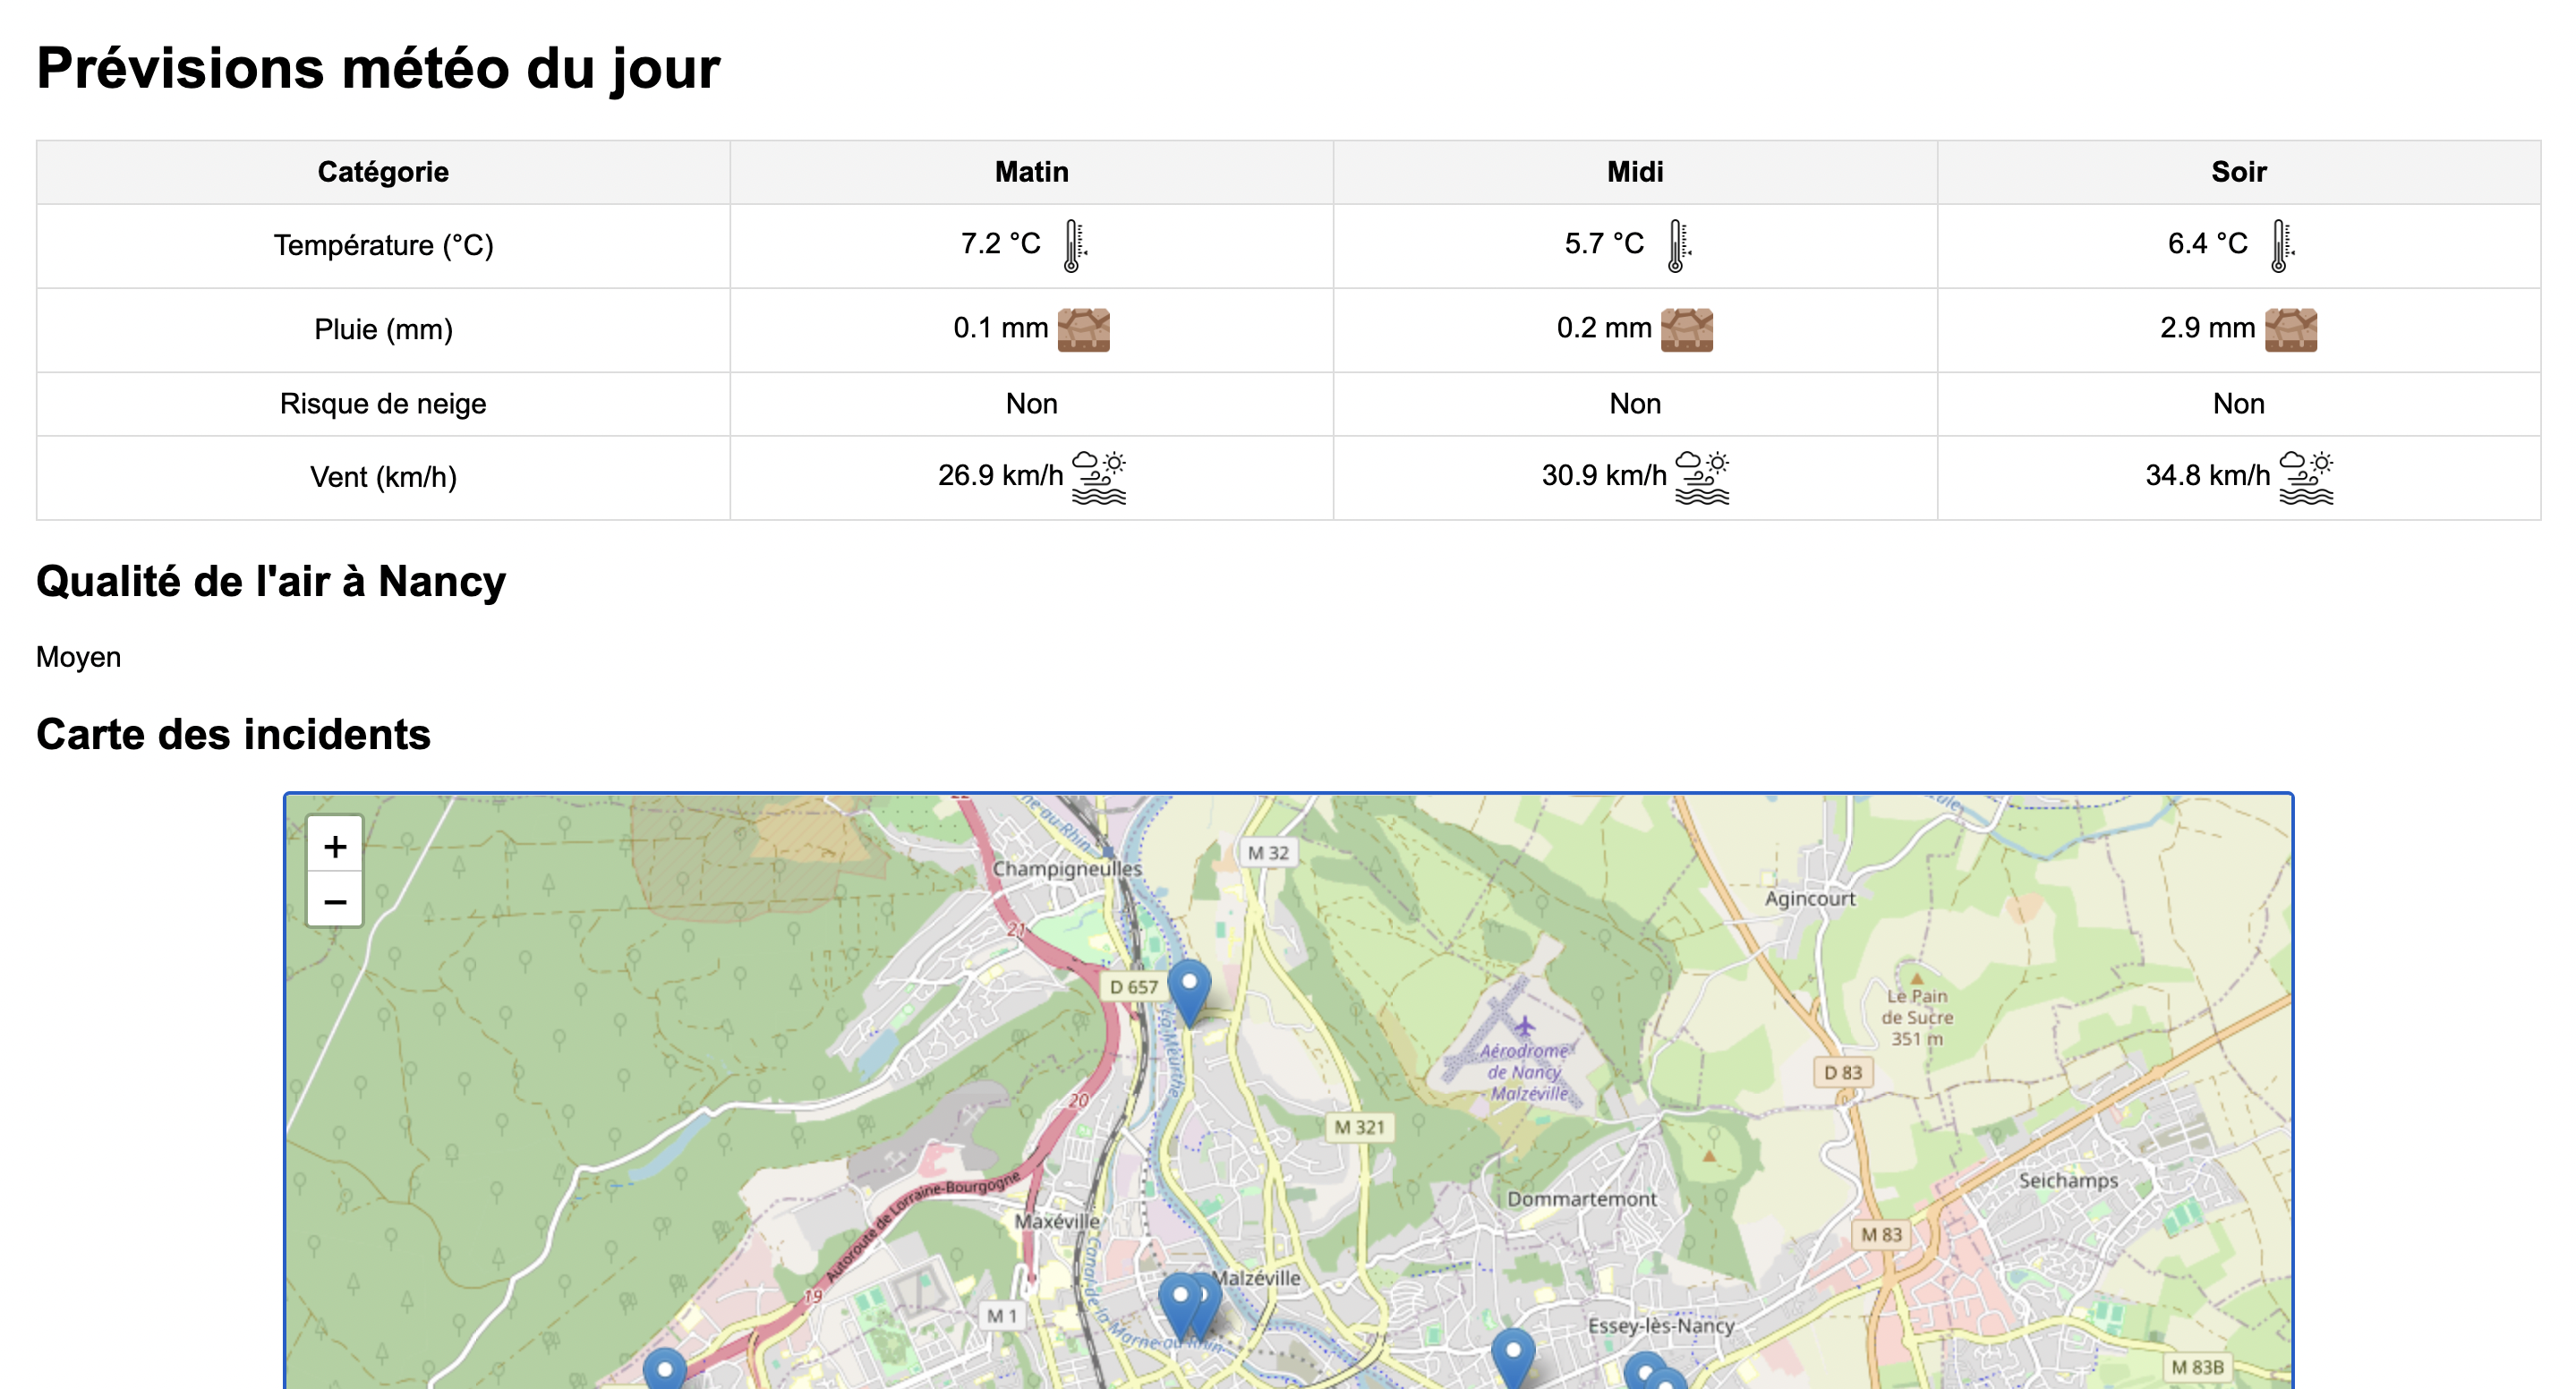 Prévisions météo du jour
Catégorie Matin Midi Soir
Température (°C) 7.2 °C 5.7 °C 6.4 °C
Pluie (mm) 0.1 mm 0.2 mm 2.9 mm
Risque de neige Non Non Non
Vent (km/h) 26.9 km/h 30.9 km/h 34.8 km/h
Qualité de l'air à Nancy
Moyen
Carte des incidents
+
−
ne-au-Rhin
M 32
Champigneulles
Agincourt
21
D 657
Le Pain
de Sucre
351 m
La Meurthe
Aérodrome
de Nancy
Malzéville
D 83
20
M 321
Autoroute de Lorraine-Bourgogne
Seichamps
Dommartemont
Maxéville
M 83
Canal de la Marne-au-Rhin
Malzéville
19
M 1
Essey-lès-Nancy
M 83B